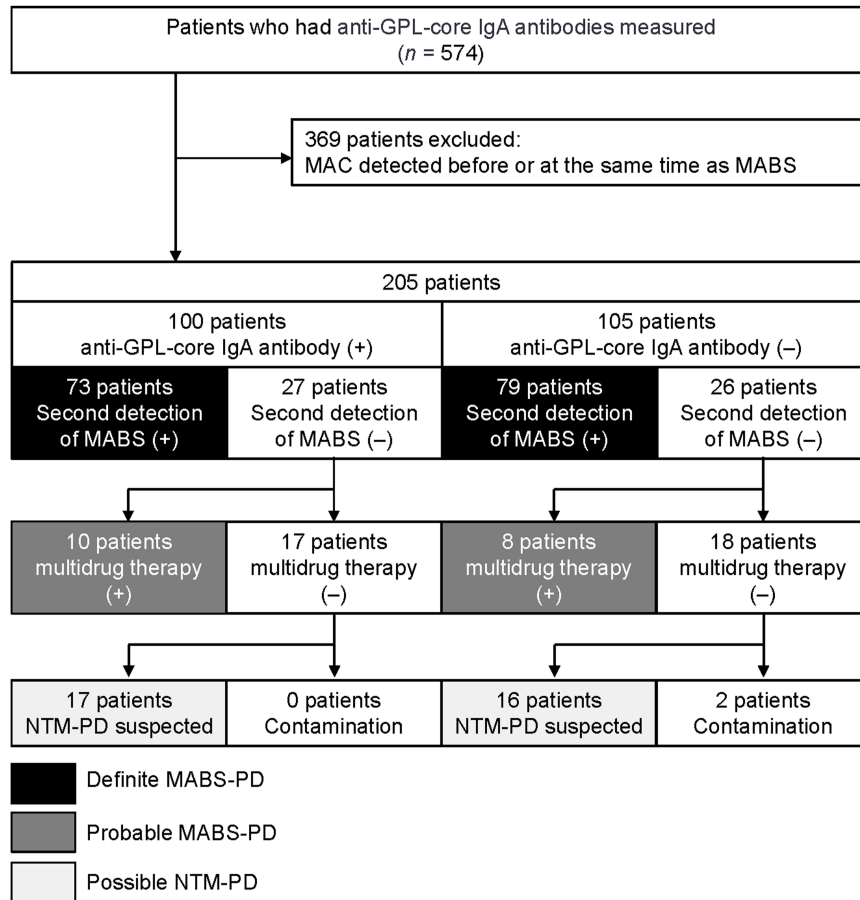 Patients who had anti-GPL-core IgA antibodies measured
(n = 574)
369 patients excluded:
MAC detected before or at the same time as MABS
205 patients
100 patients
anti-GPL-core IgA antibody (+)
105 patients
anti-GPL-core IgA antibody (–)
73 patients
Second detection
of MABS (+)
27 patients
Second detection
of MABS (–)
79 patients
Second detection
of MABS (+)
26 patients
Second detection
of MABS (–)
10 patients
multidrug therapy
(+)
17 patients
multidrug therapy
(–)
8 patients
multidrug therapy
(+)
18 patients
multidrug therapy
(–)
17 patients
NTM-PD suspected
0 patients
Contamination
16 patients
NTM-PD suspected
2 patients
Contamination
Definite MABS-PD
Probable MABS-PD
Possible NTM-PD